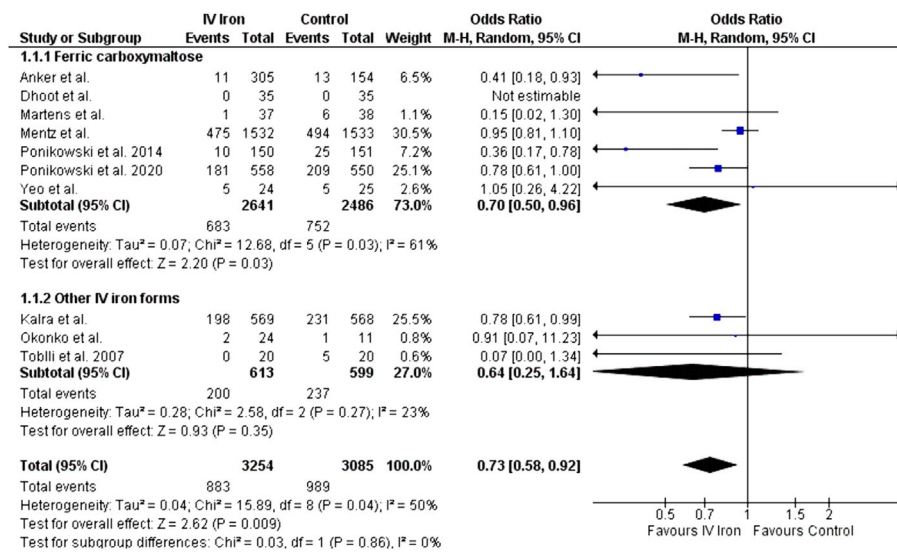 IV Iron Control Odds Ratio Odds Ratio
Study or Subgroup Events Total Events Total Weight M-H, Random, 95% CI M-H, Random, 95% CI
1.1.1 Ferric carboxymaltose
Anker et al. 11 305 13 154 6.5% 0.41 [0.18, 0.93]
Dhoot et al. 0 35 0 35 Not estimable
Martens et al. 1 37 6 38 1.1% 0.15 [0.02, 1.30]
Mentz et al. 475 1532 494 1533 30.5% 0.95 [0.81, 1.10]
Ponikowski et al. 2014 10 150 25 151 7.2% 0.36 [0.17, 0.78]
Ponikowski et al. 2020 181 558 209 550 25.1% 0.78 [0.61, 1.00]
Yeo et al. 5 24 5 25 2.6% 1.05 [0.26, 4.22]
Subtotal (95% CI) 2641 2486 73.0% 0.70 [0.50, 0.96]
Total events 683 752
Heterogeneity: Tau² = 0.07; Chi² = 12.68, df = 5 (P = 0.03); I² = 61%
Test for overall effect: Z = 2.20 (P = 0.03)
1.1.2 Other IV iron forms
Kalra et al. 198 569 231 568 25.5% 0.78 [0.61, 0.99]
Okonko et al. 2 24 1 11 0.8% 0.91 [0.07, 11.23]
Toblli et al. 2007 0 20 5 20 0.6% 0.07 [0.00, 1.34]
Subtotal (95% CI) 613 599 27.0% 0.64 [0.25, 1.64]
Total events 200 237
Heterogeneity: Tau² = 0.28; Chi² = 2.58, df = 2 (P = 0.27); I² = 23%
Test for overall effect: Z = 0.93 (P = 0.35)
Total (95% CI) 3254 3085 100.0% 0.73 [0.58, 0.92]
Total events 883 989
Heterogeneity: Tau² = 0.04; Chi² = 15.89, df = 8 (P = 0.04); I² = 50%
Test for overall effect: Z = 2.62 (P = 0.009)
Test for subgroup differences: Chi² = 0.03, df = 1 (P = 0.86), I² = 0%
0.5 0.7 1 1.5 2
Favours IV Iron Favours Control